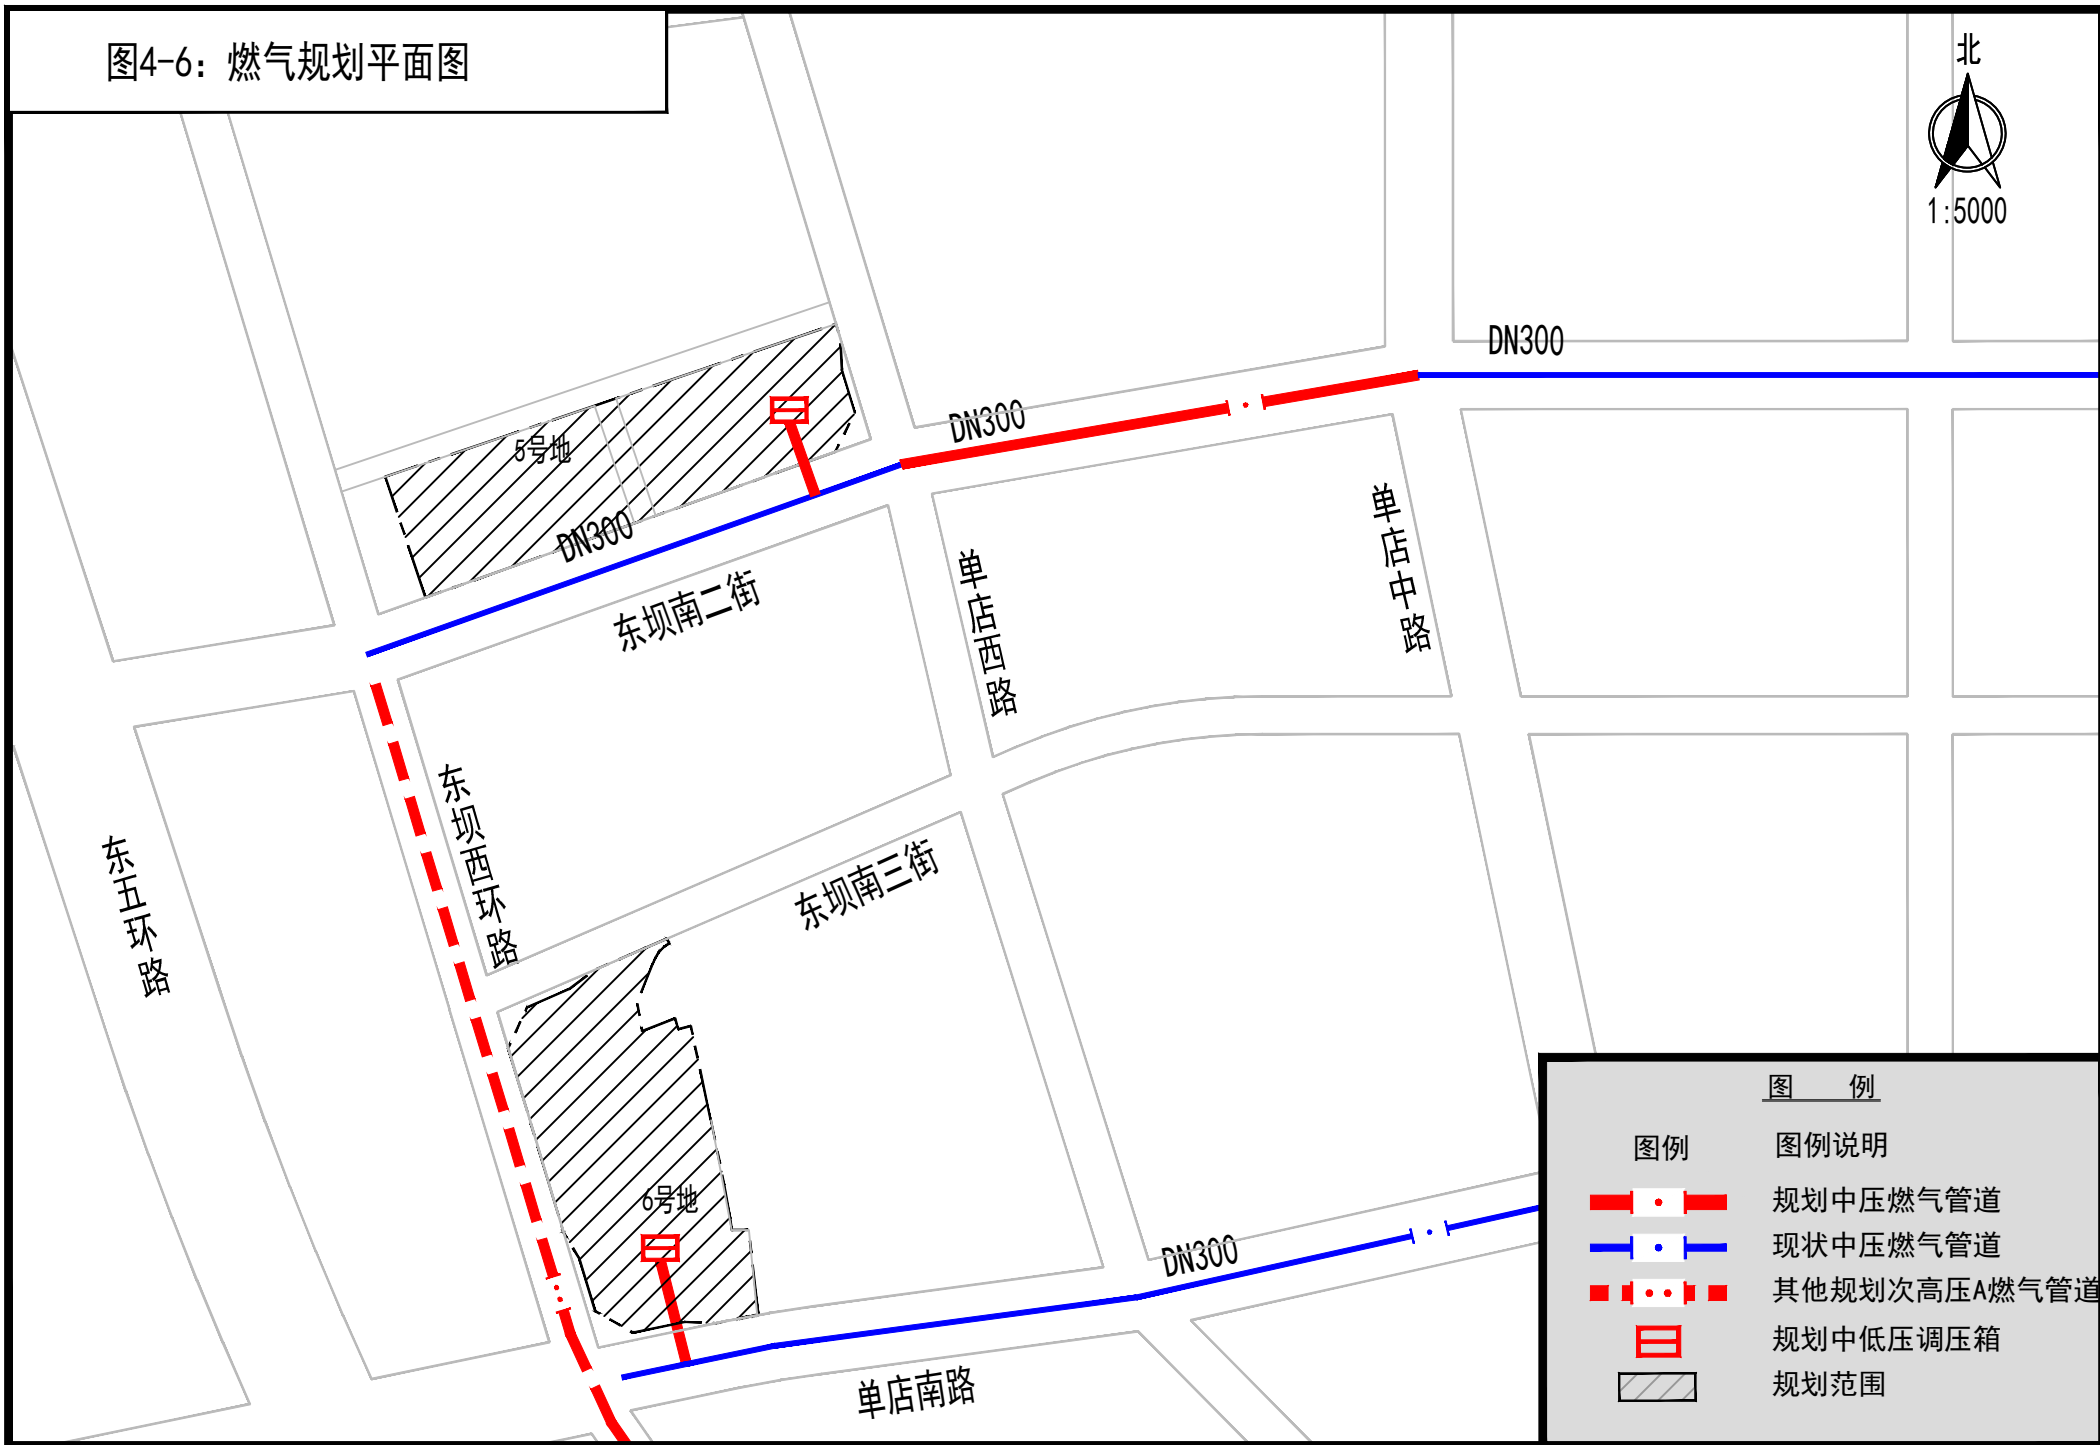 图4-6：燃气规划平面图
北
1:5000
DN300
DN300
5号地
DN300
东坝南二街
单店西路
单店中路
东坝西环路
东五环路
东坝南三街
6号地
DN300
单店南路
图 例
图例 图例说明
规划中压燃气管道
现状中压燃气管道
其他规划次高压A燃气管道
规划中低压调压箱
规划范围